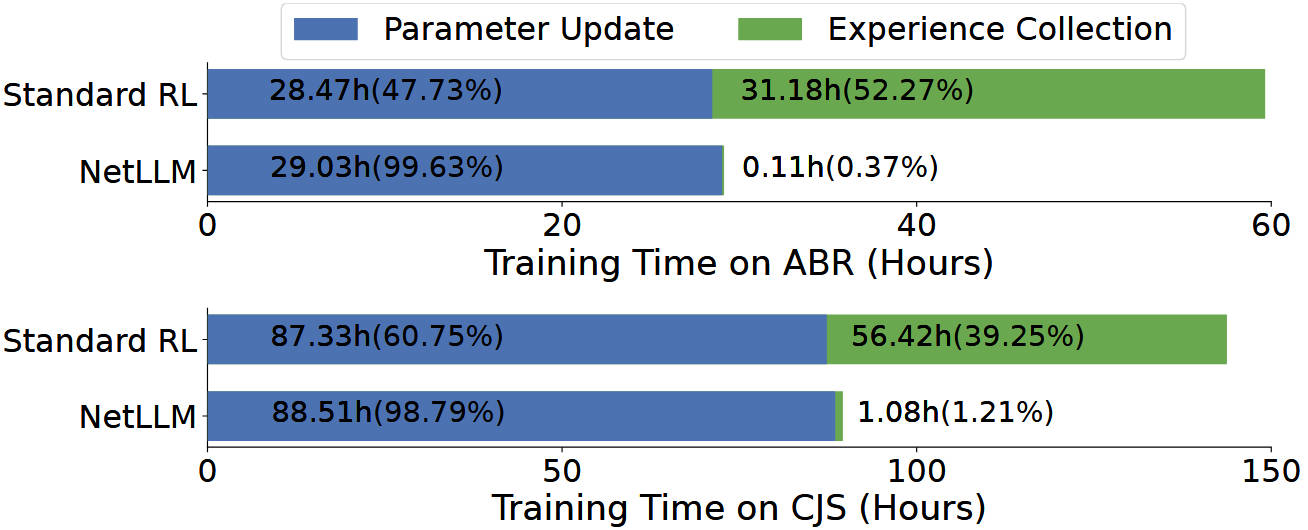 Parameter Update Experience Collection
Standard RL 28.47h(47.73%) 31.18h(52.27%)
NetLLM 29.03h(99.63%) 0.11h(0.37%)
0 20 40 60
Training Time on ABR (Hours)
Standard RL 87.33h(60.75%) 56.42h(39.25%)
NetLLM 88.51h(98.79%) 1.08h(1.21%)
0 50 100 150
Training Time on CJS (Hours)